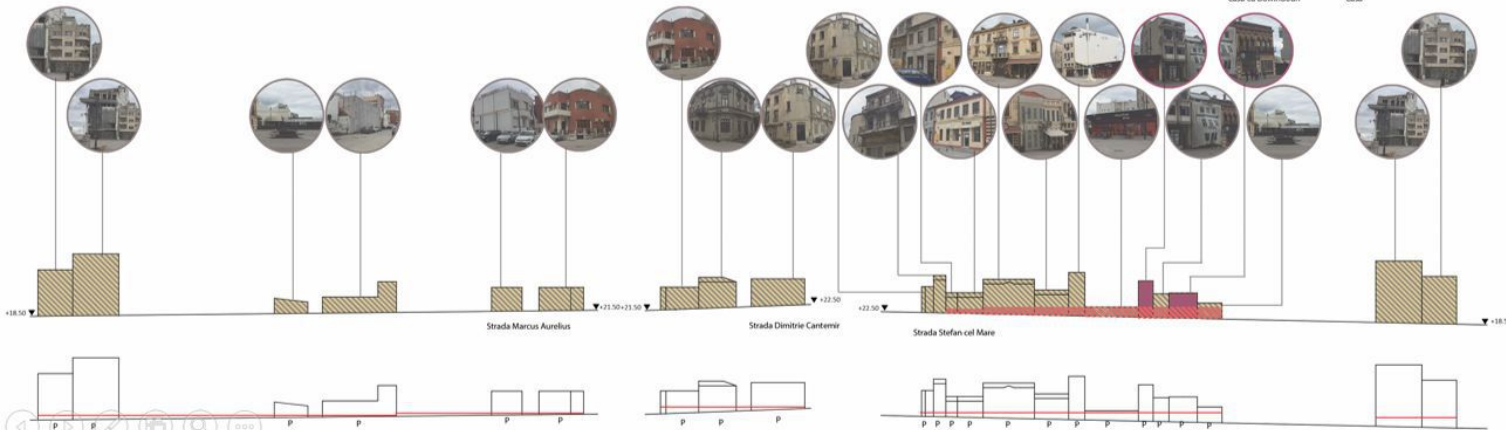 +18.50
Strada Marcus Aurelius
+21.50
+21.50
Strada Dimitrie Cantemir
+22.50
+22.50
Strada Stefan cel Mare
P P P P P P P P P P P P P P P P P P P